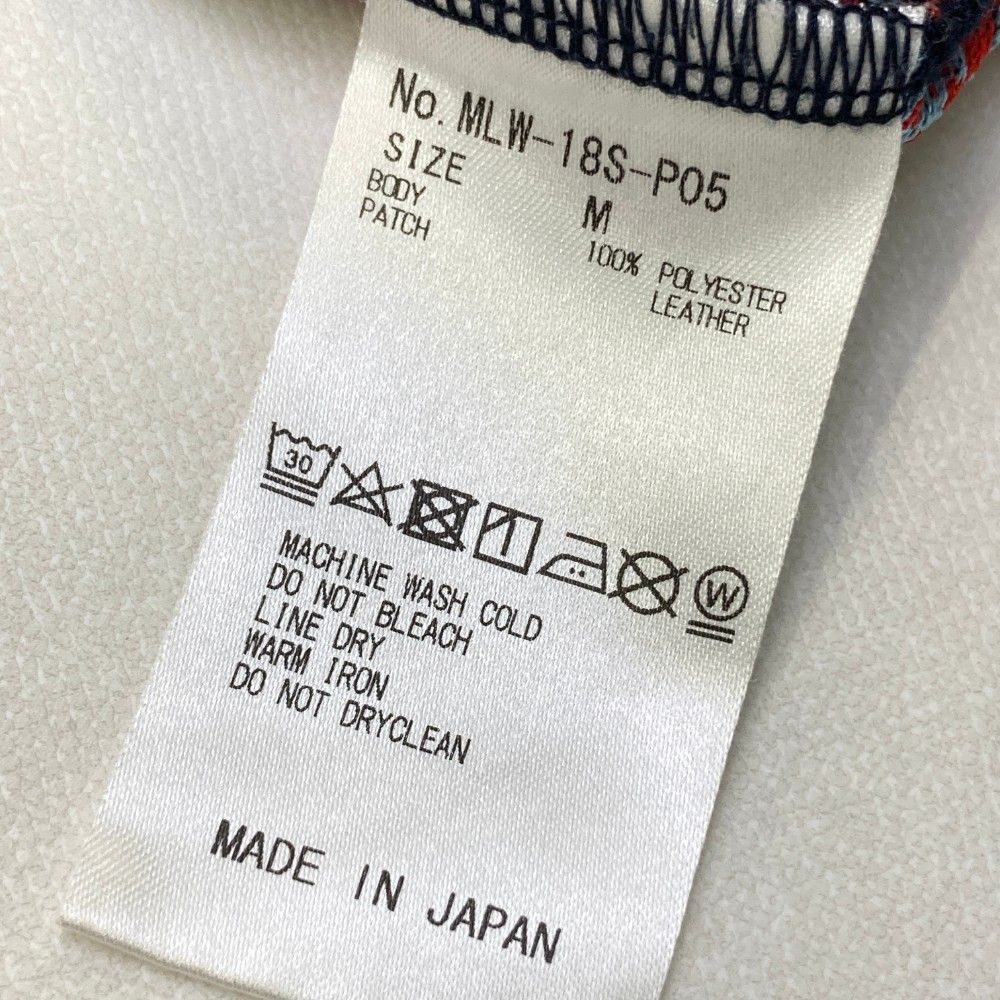 No. MLW-18S-P05
SIZE M
BODY 100% POLYESTER
PATCH LEATHER
30
W
MACHINE WASH COLD
DO NOT BLEACH
LINE DRY
WARM IRON
DO NOT DRYCLEAN
MADE IN JAPAN